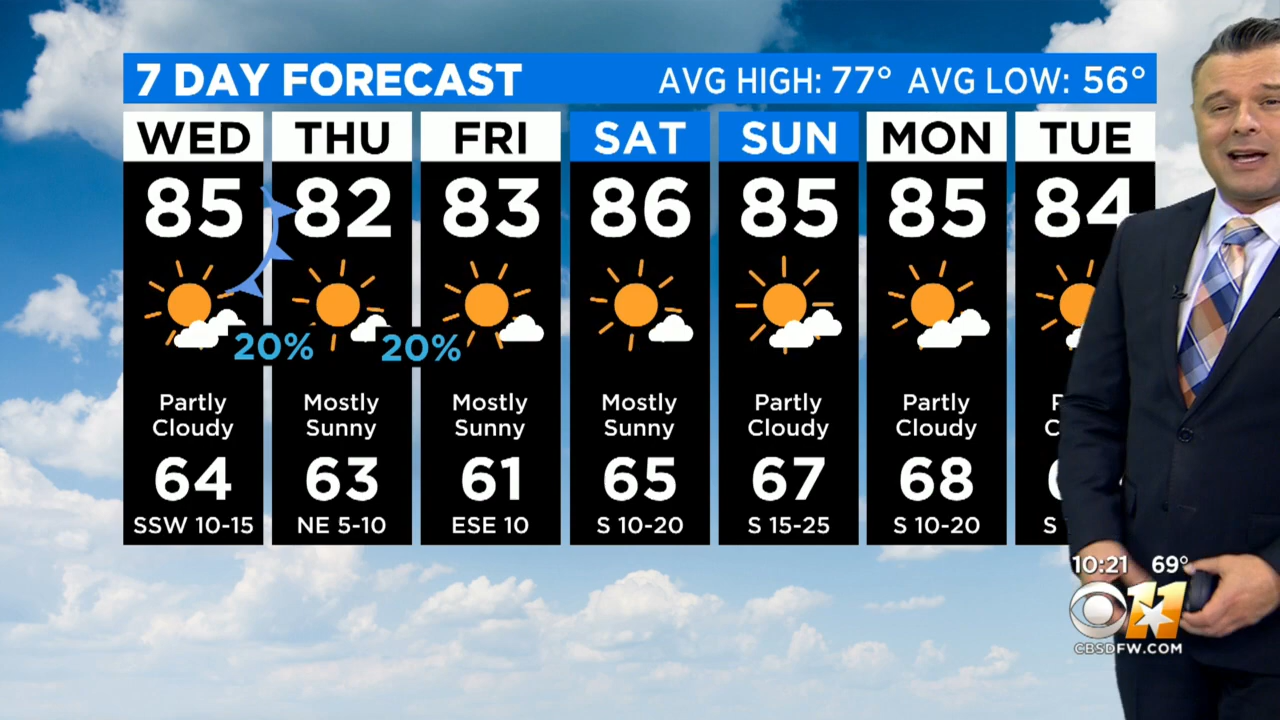 7 DAY FORECAST AVG HIGH: 77° AVG LOW: 56°
WED THU FRI SAT SUN MON TUE
85 82 83 86 85 85 84
20% 20%
Partly Mostly Mostly Mostly Partly Partly
Cloudy Sunny Sunny Sunny Cloudy Cloudy
64 63 61 65 67 68
SSW 10-15 NE 5-10 ESE 10 S 10-20 S 15-25 S 10-20 S
10:21 69°
11
CBSDFW.COM